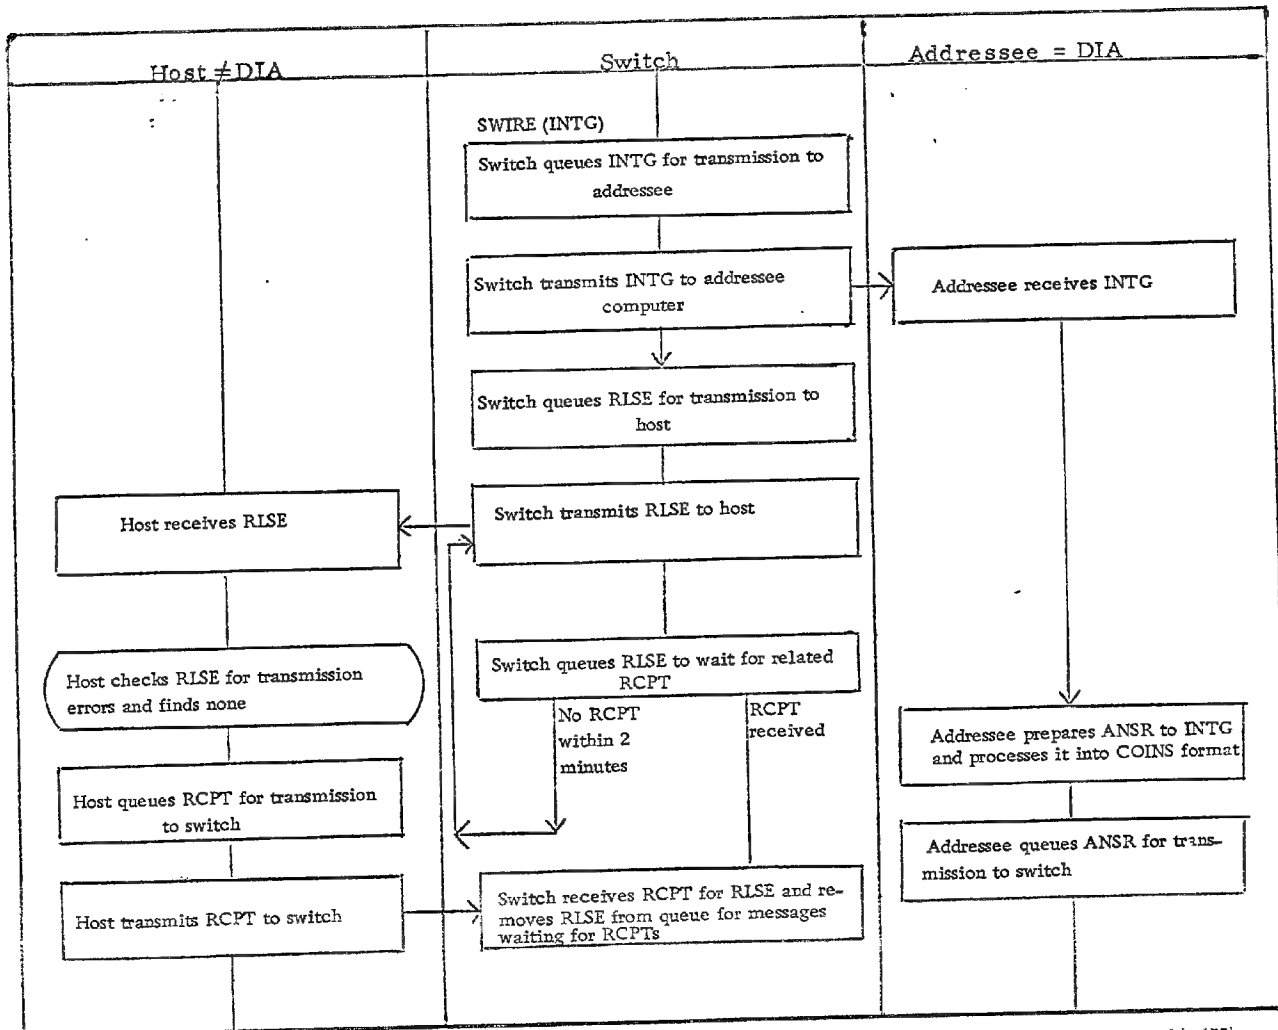 Host ≠ DIA
Switch
Addressee = DIA
SWIRE (INTG)
Switch queues INTG for transmission to
addressee
Switch transmits INTG to addressee
computer
Addressee receives INTG
Switch queues RLSE for transmission to
host
Host receives RLSE
Switch transmits RLSE to host
Host checks RLSE for transmission
errors and finds none
Switch queues RLSE to wait for related
RCPT
No RCPT
within 2
minutes
RCPT
received
Addressee prepares ANSR to INTG
and processes it into COINS format
Host queues RCPT for transmission
to switch
Addressee queues ANSR for trans-
mission to switch
Host transmits RCPT to switch
Switch receives RCPT for RLSE and re-
moves RLSE from queue for messages
waiting for RCPTs